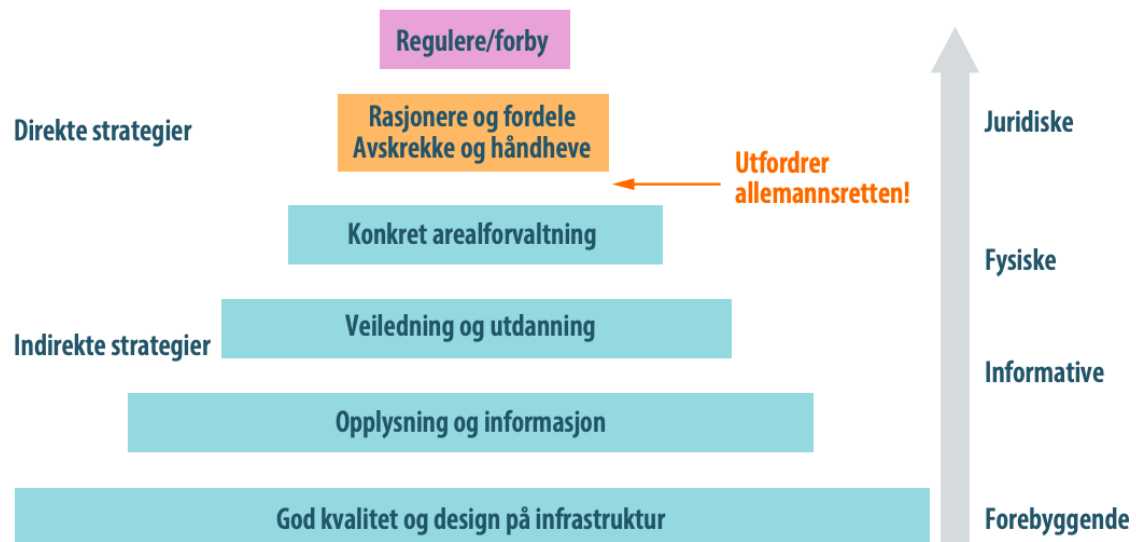 Regulere/forby
Direkte strategier
Rasjonere og fordele
Avskrekke og håndheve
Juridiske
Utfordrer
allemannsretten!
Konkret arealforvaltning
Fysiske
Veiledning og utdanning
Indirekte strategier
Informative
Opplysning og informasjon
God kvalitet og design på infrastruktur
Forebyggende